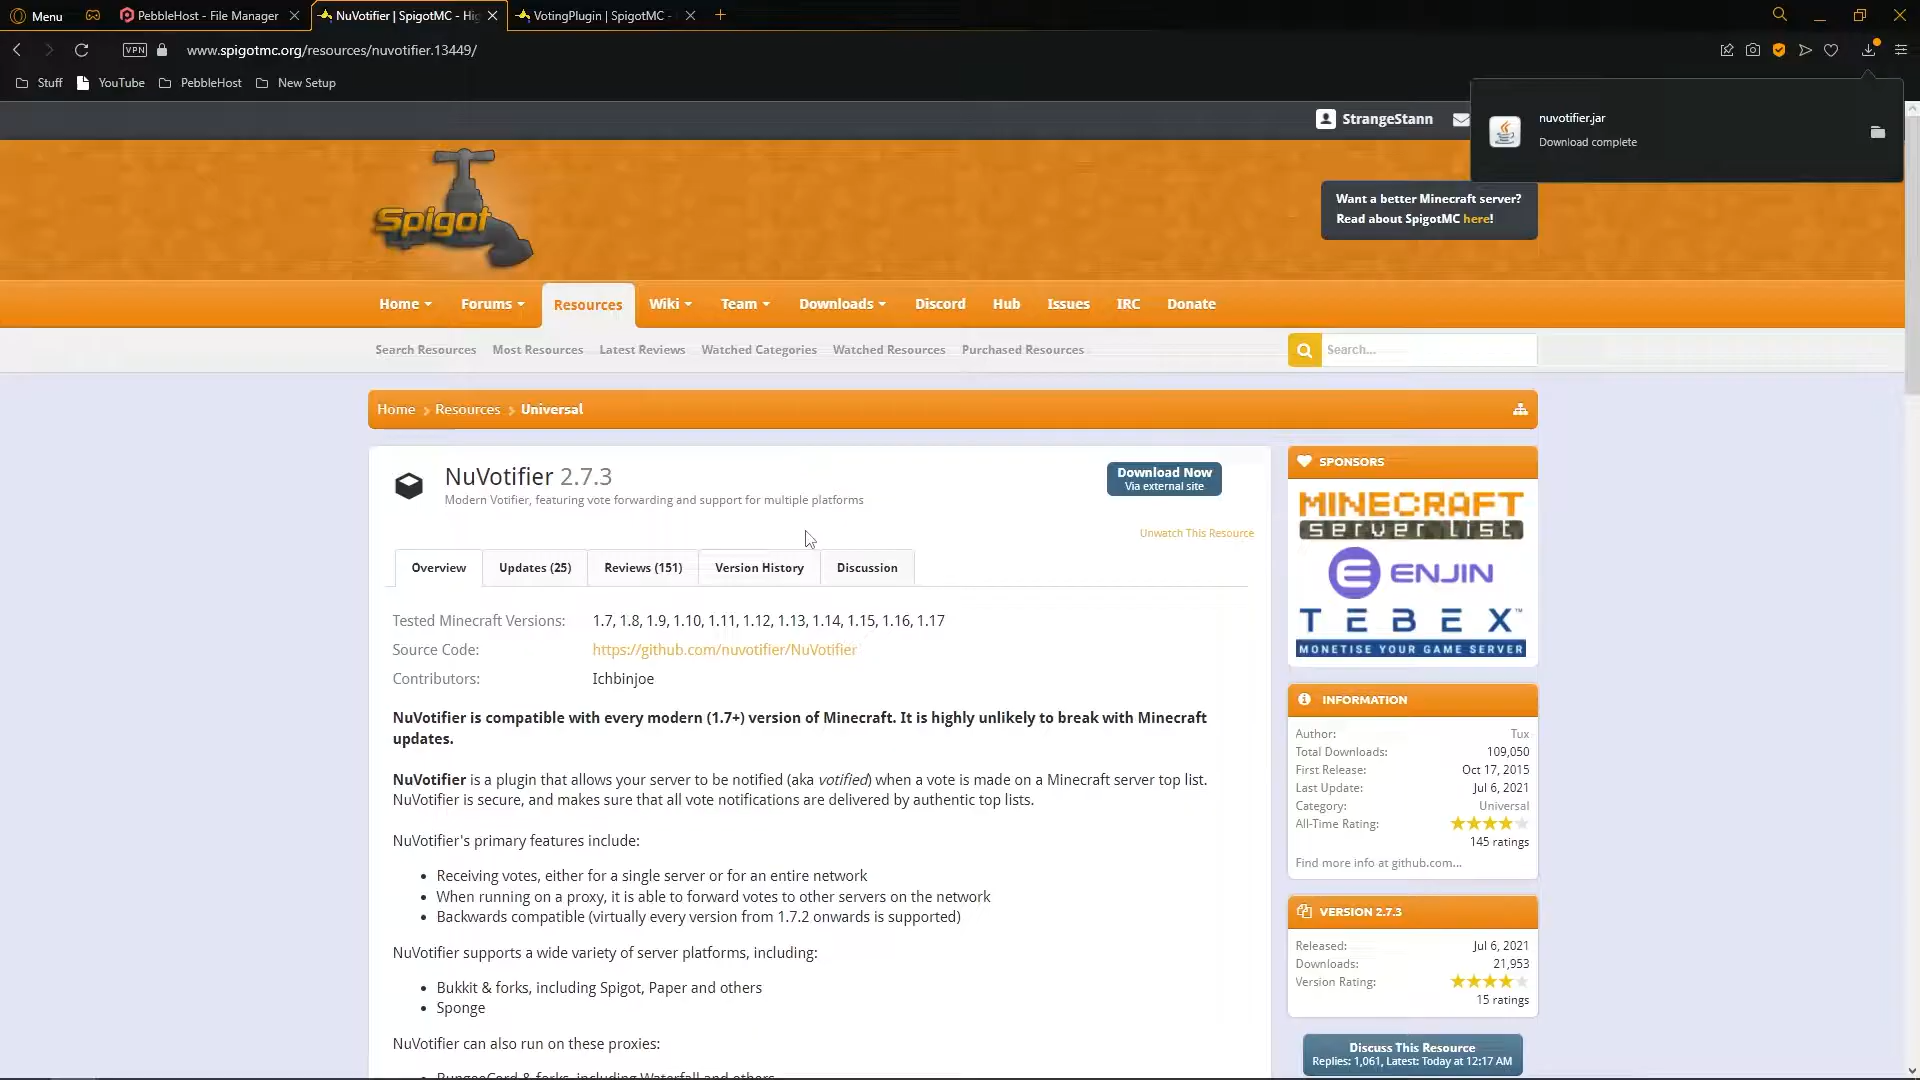 Menu
PebbleHost - File Manager
NuVotifier | SpigotMC - Hig
VotingPlugin | SpigotMC -
VPN
www.spigotmc.org/resources/nuvotifier.13449/
Stuff
YouTube
PebbleHost
New Setup
nuvotifier.jar
Download complete
StrangeStann
Spigot
Want a better Minecraft server?
Read about SpigotMC here!
Home
Forums
Resources
Wiki
Team
Downloads
Discord
Hub
Issues
IRC
Donate
Search Resources
Most Resources
Latest Reviews
Watched Categories
Watched Resources
Purchased Resources
Search...
Home
Resources
Universal
NuVotifier 2.7.3
Modern Votifier, featuring vote forwarding and support for multiple platforms
Download Now
Via external site
Unwatch This Resource
Overview
Updates (25)
Reviews (151)
Version History
Discussion
Tested Minecraft Versions: 1.7, 1.8, 1.9, 1.10, 1.11, 1.12, 1.13, 1.14, 1.15, 1.16, 1.17
Source Code: https://github.com/nuvotifier/NuVotifier
Contributors: Ichbinjoe
NuVotifier is compatible with every modern (1.7+) version of Minecraft. It is highly unlikely to break with Minecraft
updates.
NuVotifier is a plugin that allows your server to be notified (aka votified) when a vote is made on a Minecraft server top list.
NuVotifier is secure, and makes sure that all vote notifications are delivered by authentic top lists.
NuVotifier's primary features include:
• Receiving votes, either for a single server or for an entire network
• When running on a proxy, it is able to forward votes to other servers on the network
• Backwards compatible (virtually every version from 1.7.2 onwards is supported)
NuVotifier supports a wide variety of server platforms, including:
• Bukkit & forks, including Spigot, Paper and others
• Sponge
NuVotifier can also run on these proxies:
• BungeeCord & forks, including Waterfall and others
SPONSORS
MINECRAFT
server list
ENJIN
TEBEX™
MONETISE YOUR GAME SERVER
INFORMATION
Author: Tux
Total Downloads: 109,050
First Release: Oct 17, 2015
Last Update: Jul 6, 2021
Category: Universal
All-Time Rating:
145 ratings
Find more info at github.com...
VERSION 2.7.3
Released: Jul 6, 2021
Downloads: 21,953
Version Rating:
15 ratings
Discuss This Resource
Replies: 1,061, Latest: Today at 12:17 AM